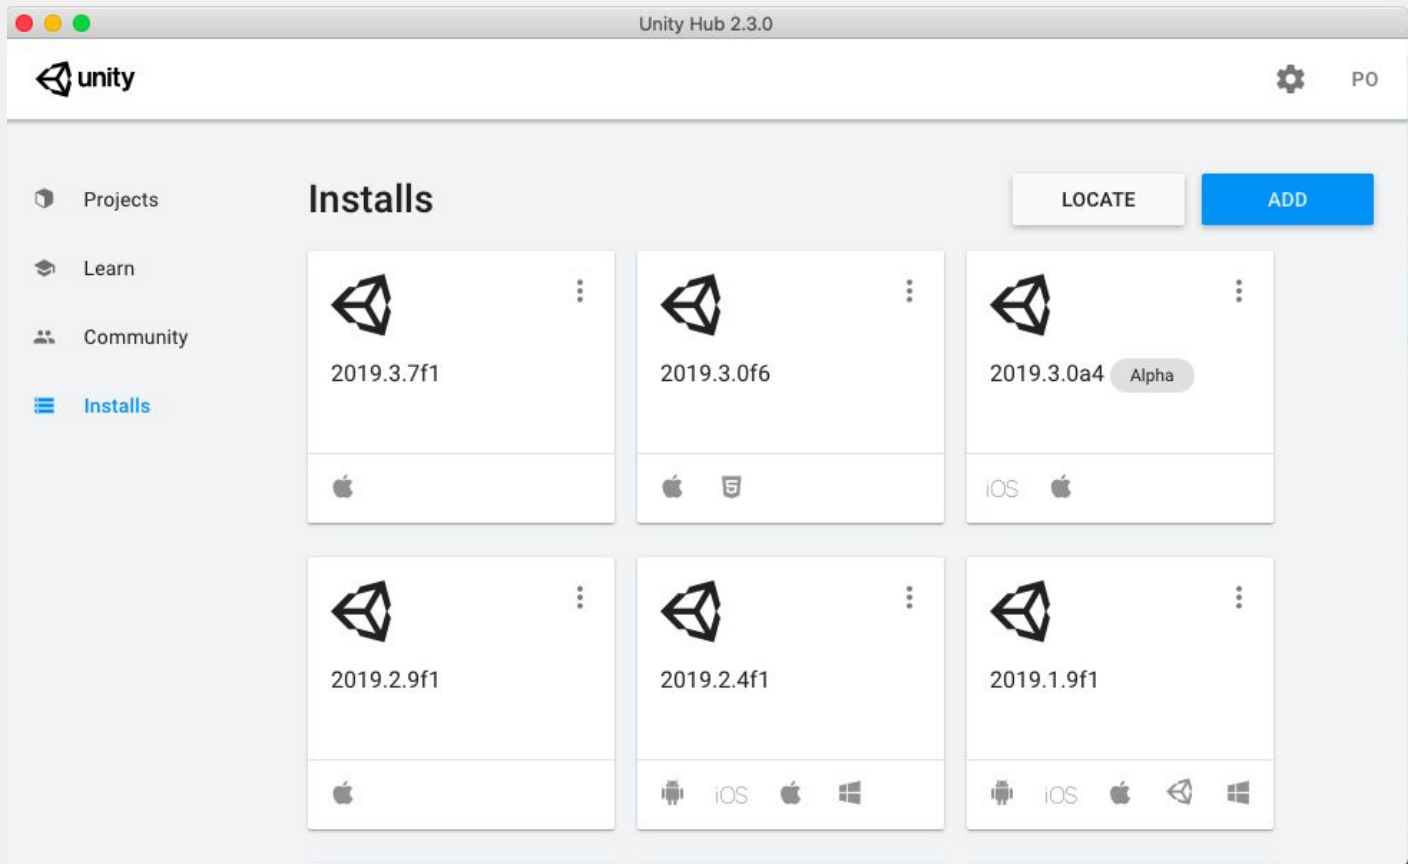 Unity Hub 2.3.0
unity
PO
Projects
Learn
Community
Installs
Installs
LOCATE
ADD
2019.3.7f1
2019.3.0f6
2019.3.0a4 Alpha
iOS
2019.2.9f1
2019.2.4f1
2019.1.9f1
iOS
iOS